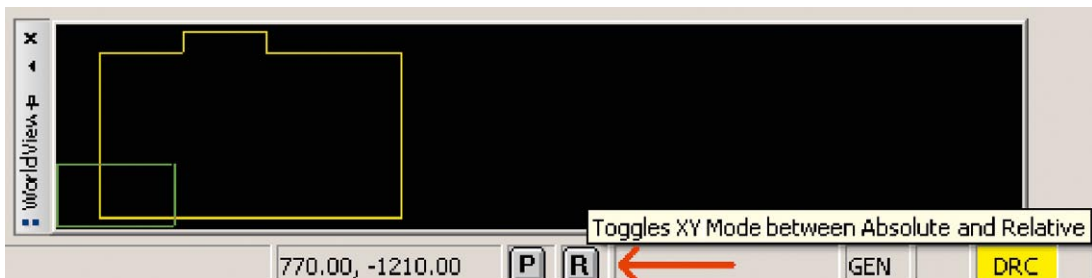 WorldView
Toggles XY Mode between Absolute and Relative
770.00, -1210.00 P R GEN DRC